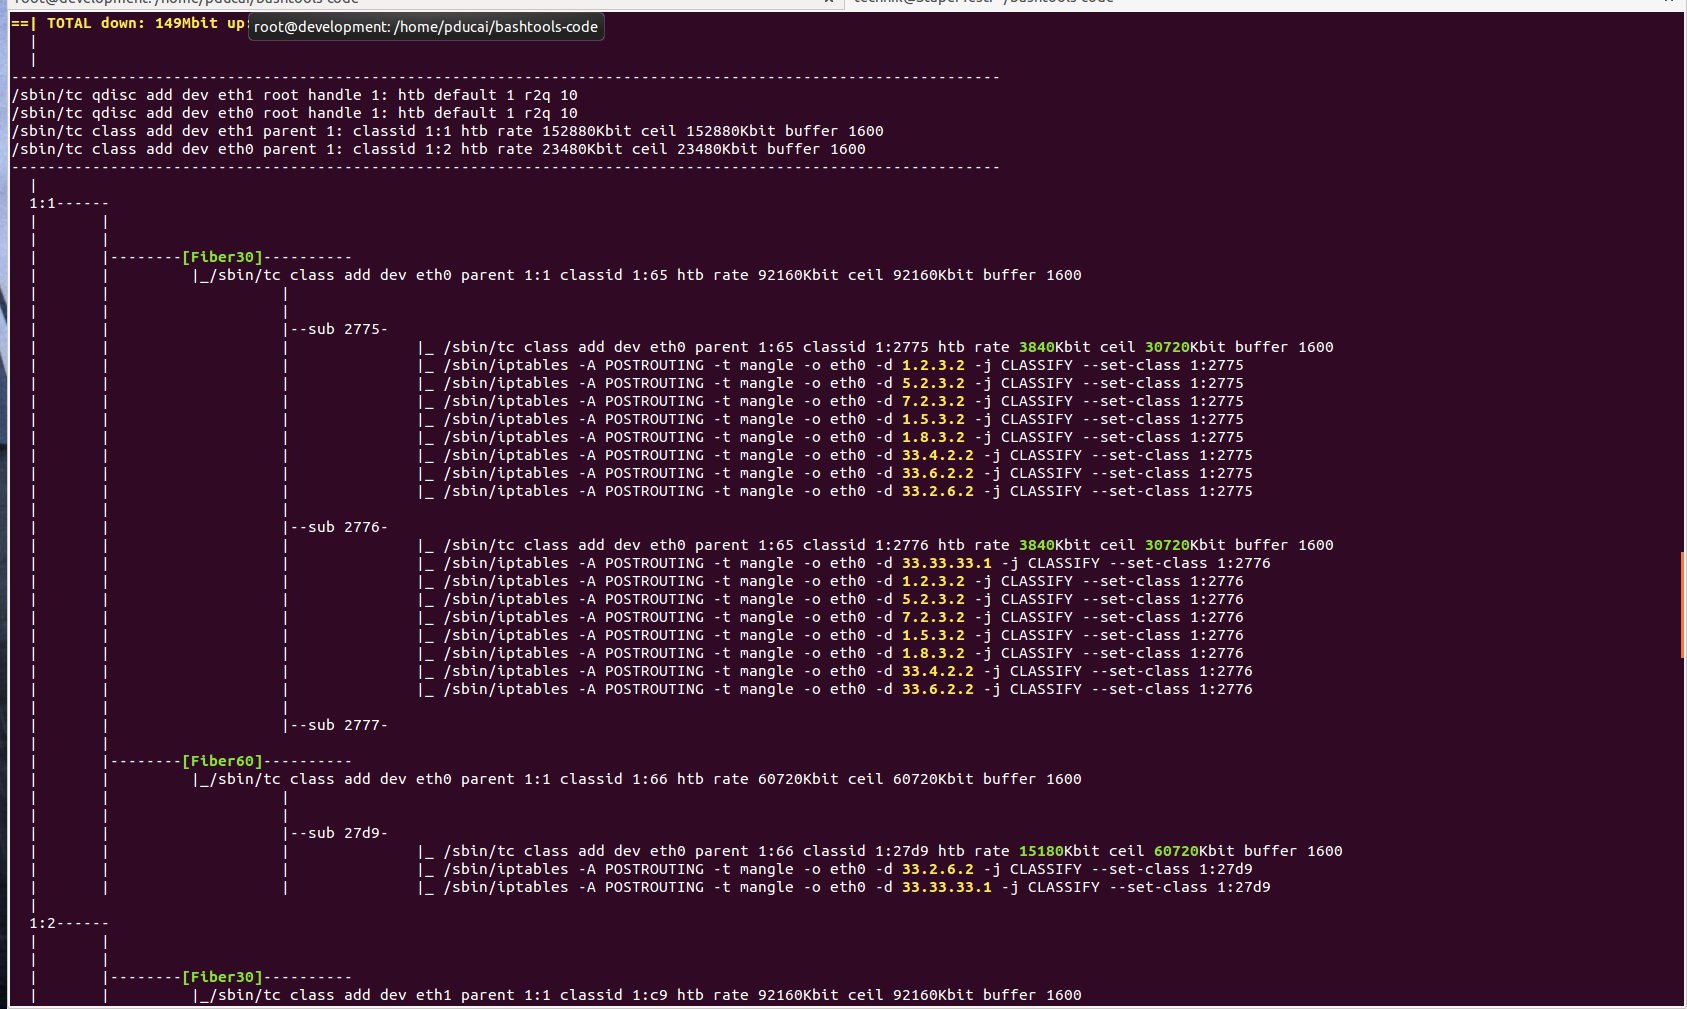 ==| TOTAL down: 149Mbit up:
root@development: /home/pducai/bashtools-code
|
|
--------------------------------------------------------------------------------------------------------------
/sbin/tc qdisc add dev eth1 root handle 1: htb default 1 r2q 10
/sbin/tc qdisc add dev eth0 root handle 1: htb default 1 r2q 10
/sbin/tc class add dev eth1 parent 1: classid 1:1 htb rate 152880Kbit ceil 152880Kbit buffer 1600
/sbin/tc class add dev eth0 parent 1: classid 1:2 htb rate 23480Kbit ceil 23480Kbit buffer 1600
--------------------------------------------------------------------------------------------------------------
|
1:1------
| |
| |
| |--------[Fiber30]----------
| | |_/sbin/tc class add dev eth0 parent 1:1 classid 1:65 htb rate 92160Kbit ceil 92160Kbit buffer 1600
| | |
| | |
| | |--sub 2775-
| | | |_ /sbin/tc class add dev eth0 parent 1:65 classid 1:2775 htb rate 3840Kbit ceil 30720Kbit buffer 1600
| | | |_ /sbin/iptables -A POSTROUTING -t mangle -o eth0 -d 1.2.3.2 -j CLASSIFY --set-class 1:2775
| | | |_ /sbin/iptables -A POSTROUTING -t mangle -o eth0 -d 5.2.3.2 -j CLASSIFY --set-class 1:2775
| | | |_ /sbin/iptables -A POSTROUTING -t mangle -o eth0 -d 7.2.3.2 -j CLASSIFY --set-class 1:2775
| | | |_ /sbin/iptables -A POSTROUTING -t mangle -o eth0 -d 1.5.3.2 -j CLASSIFY --set-class 1:2775
| | | |_ /sbin/iptables -A POSTROUTING -t mangle -o eth0 -d 1.8.3.2 -j CLASSIFY --set-class 1:2775
| | | |_ /sbin/iptables -A POSTROUTING -t mangle -o eth0 -d 33.4.2.2 -j CLASSIFY --set-class 1:2775
| | | |_ /sbin/iptables -A POSTROUTING -t mangle -o eth0 -d 33.6.2.2 -j CLASSIFY --set-class 1:2775
| | | |_ /sbin/iptables -A POSTROUTING -t mangle -o eth0 -d 33.2.6.2 -j CLASSIFY --set-class 1:2775
| | |
| | |--sub 2776-
| | | |_ /sbin/tc class add dev eth0 parent 1:65 classid 1:2776 htb rate 3840Kbit ceil 30720Kbit buffer 1600
| | | |_ /sbin/iptables -A POSTROUTING -t mangle -o eth0 -d 33.33.33.1 -j CLASSIFY --set-class 1:2776
| | | |_ /sbin/iptables -A POSTROUTING -t mangle -o eth0 -d 1.2.3.2 -j CLASSIFY --set-class 1:2776
| | | |_ /sbin/iptables -A POSTROUTING -t mangle -o eth0 -d 5.2.3.2 -j CLASSIFY --set-class 1:2776
| | | |_ /sbin/iptables -A POSTROUTING -t mangle -o eth0 -d 7.2.3.2 -j CLASSIFY --set-class 1:2776
| | | |_ /sbin/iptables -A POSTROUTING -t mangle -o eth0 -d 1.5.3.2 -j CLASSIFY --set-class 1:2776
| | | |_ /sbin/iptables -A POSTROUTING -t mangle -o eth0 -d 1.8.3.2 -j CLASSIFY --set-class 1:2776
| | | |_ /sbin/iptables -A POSTROUTING -t mangle -o eth0 -d 33.4.2.2 -j CLASSIFY --set-class 1:2776
| | | |_ /sbin/iptables -A POSTROUTING -t mangle -o eth0 -d 33.6.2.2 -j CLASSIFY --set-class 1:2776
| | |
| | |--sub 2777-
| |
| |--------[Fiber60]----------
| | |_/sbin/tc class add dev eth0 parent 1:1 classid 1:66 htb rate 60720Kbit ceil 60720Kbit buffer 1600
| | |
| | |
| | |--sub 27d9-
| | | |_ /sbin/tc class add dev eth0 parent 1:66 classid 1:27d9 htb rate 15180Kbit ceil 60720Kbit buffer 1600
| | | |_ /sbin/iptables -A POSTROUTING -t mangle -o eth0 -d 33.2.6.2 -j CLASSIFY --set-class 1:27d9
| | | |_ /sbin/iptables -A POSTROUTING -t mangle -o eth0 -d 33.33.33.1 -j CLASSIFY --set-class 1:27d9
|
1:2------
| |
| |
| |--------[Fiber30]----------
| | |_/sbin/tc class add dev eth1 parent 1:1 classid 1:c9 htb rate 92160Kbit ceil 92160Kbit buffer 1600